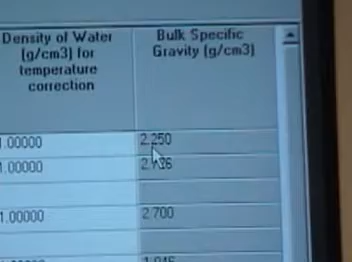 Density of Water
(g/cm3) for
temperature
correction
Bulk Specific
Gravity (g/cm3)
1.00000 2.250
1.00000
1.00000 2.700